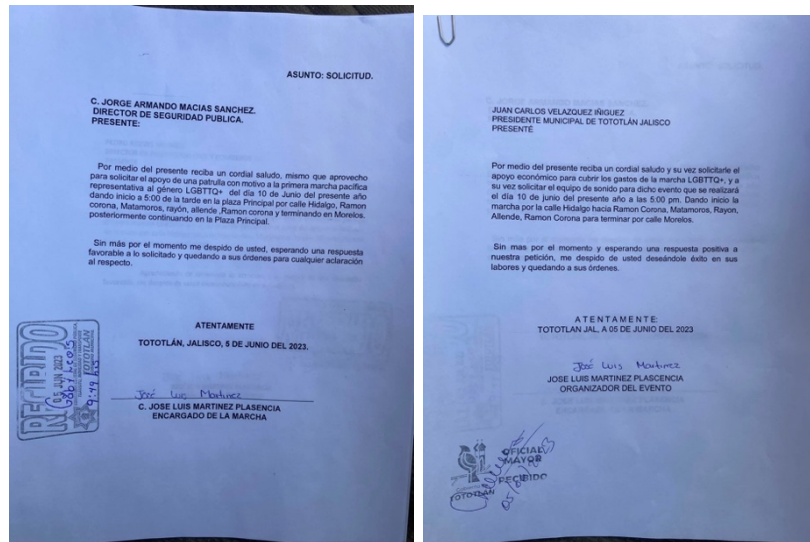 ASUNTO: SOLICITUD.
C. JORGE ARMANDO MACIAS SANCHEZ.
DIRECTOR DE SEGURIDAD PUBLICA.
PRESENTE:
Por medio del presente reciba un cordial saludo, mismo que aprovecho
para solicitar el apoyo de una patrulla con motivo a la primera marcha pacifica
representativa al género LGBTTQ+ del día 10 de Junio del presente año
dando inicio a 5:00 de la tarde en la plaza Principal por calle Hidalgo, Ramon
corona, Matamoros, rayón, allende ,Ramon corona y terminando en Morelos.
posteriormente continuando en la Plaza Principal.
Sin más por el momento me despido de usted, esperando una respuesta
favorable a lo solicitado y quedando a sus órdenes para cualquier aclaración
al respecto.
ATENTAMENTE
TOTOTLÁN, JALISCO, 5 DE JUNIO DEL 2023.
José Luis Martinez
C. JOSE LUIS MARTINEZ PLASENCIA
ENCARGADO DE LA MARCHA
RECIBIDO
05 JUN 2023
TOTOTLÁN
9:19 hrs
JUAN CARLOS VELAZQUEZ IÑIGUEZ
PRESIDENTE MUNICIPAL DE TOTOTLÁN JALISCO
PRESENTE
Por medio del presente reciba un cordial saludo y su vez solicitarle el
apoyo económico para cubrir los gastos de la marcha LGBTTQ+, y a
su vez solicitar el equipo de sonido para dicho evento que se realizará
el día 10 de junio del presente año a las 5:00 pm. Dando inicio la
marcha por la calle Hidalgo hacia Ramon Corona, Matamoros, Rayon,
Allende, Ramon Corona para terminar por calle Morelos.
Sin mas por el momento y esperando una respuesta positiva a
nuestra petición, me despido de usted deseándole éxito en sus
labores y quedando a sus órdenes.
ATENTAMENTE:
TOTOTLAN JAL, A 05 DE JUNIO DEL 2023
José Luis Martinez
JOSE LUIS MARTINEZ PLASCENCIA
ORGANIZADOR DEL EVENTO
OFICIAL
MAYOR
RECIBIDO
TOTOTLÁN